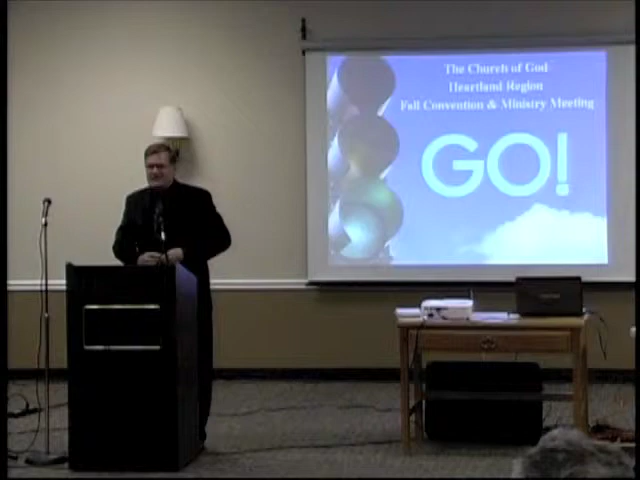 The Church of God
Heartland Region
Fall Convention & Ministry Meeting
GO!